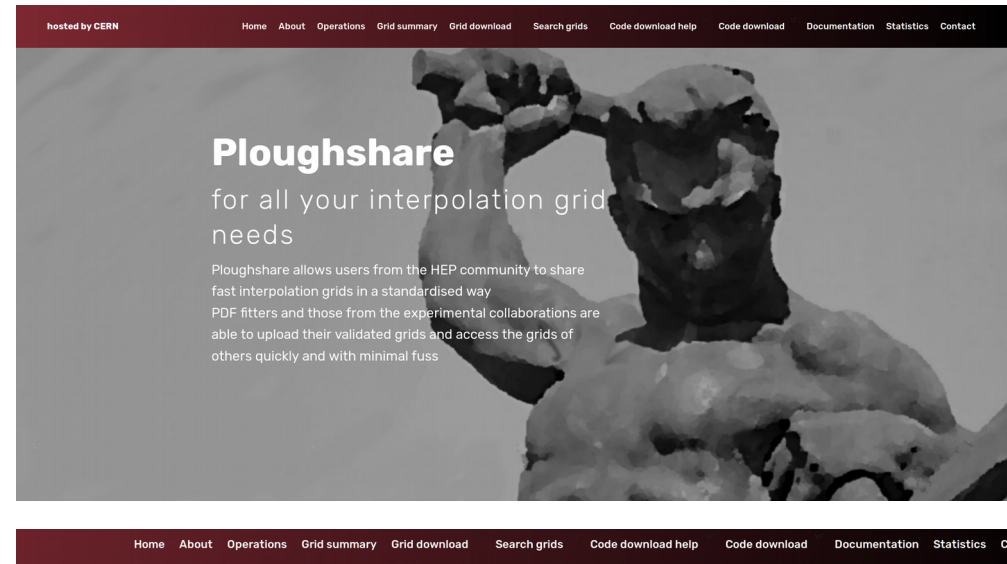 hosted by CERN Home About Operations Grid summary Grid download Search grids Code download help Code download Documentation Statistics Contact
Ploughshare
for all your interpolation grid
needs
Ploughshare allows users from the HEP community to share
fast interpolation grids in a standardised way
PDF fitters and those from the experimental collaborations are
able to upload their validated grids and access the grids of
others quickly and with minimal fuss
Home About Operations Grid summary Grid download Search grids Code download help Code download Documentation Statistics C